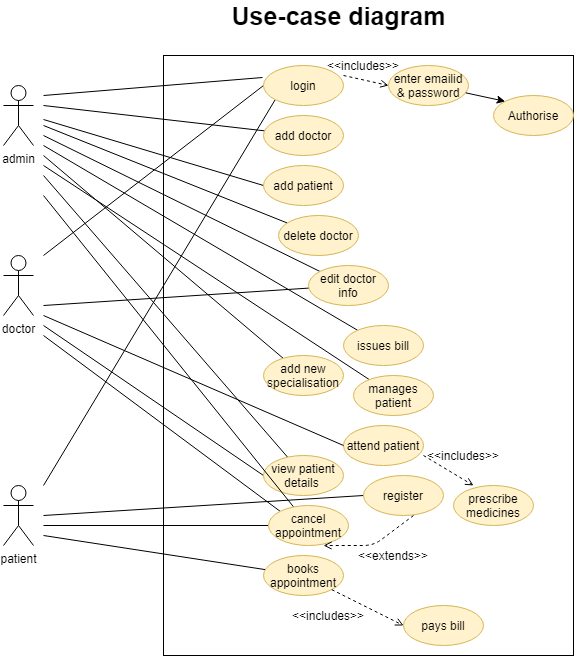 Use-case diagram
<<includes>>
login
enter emailid
& password
Authorise
admin
add doctor
add patient
delete doctor
edit doctor
info
doctor
issues bill
add new
specialisation
manages
patient
attend patient
<<includes>>
view patient
details
register
prescribe
medicines
cancel
appointment
patient
<<extends>>
books
appointment
<<includes>>
pays bill